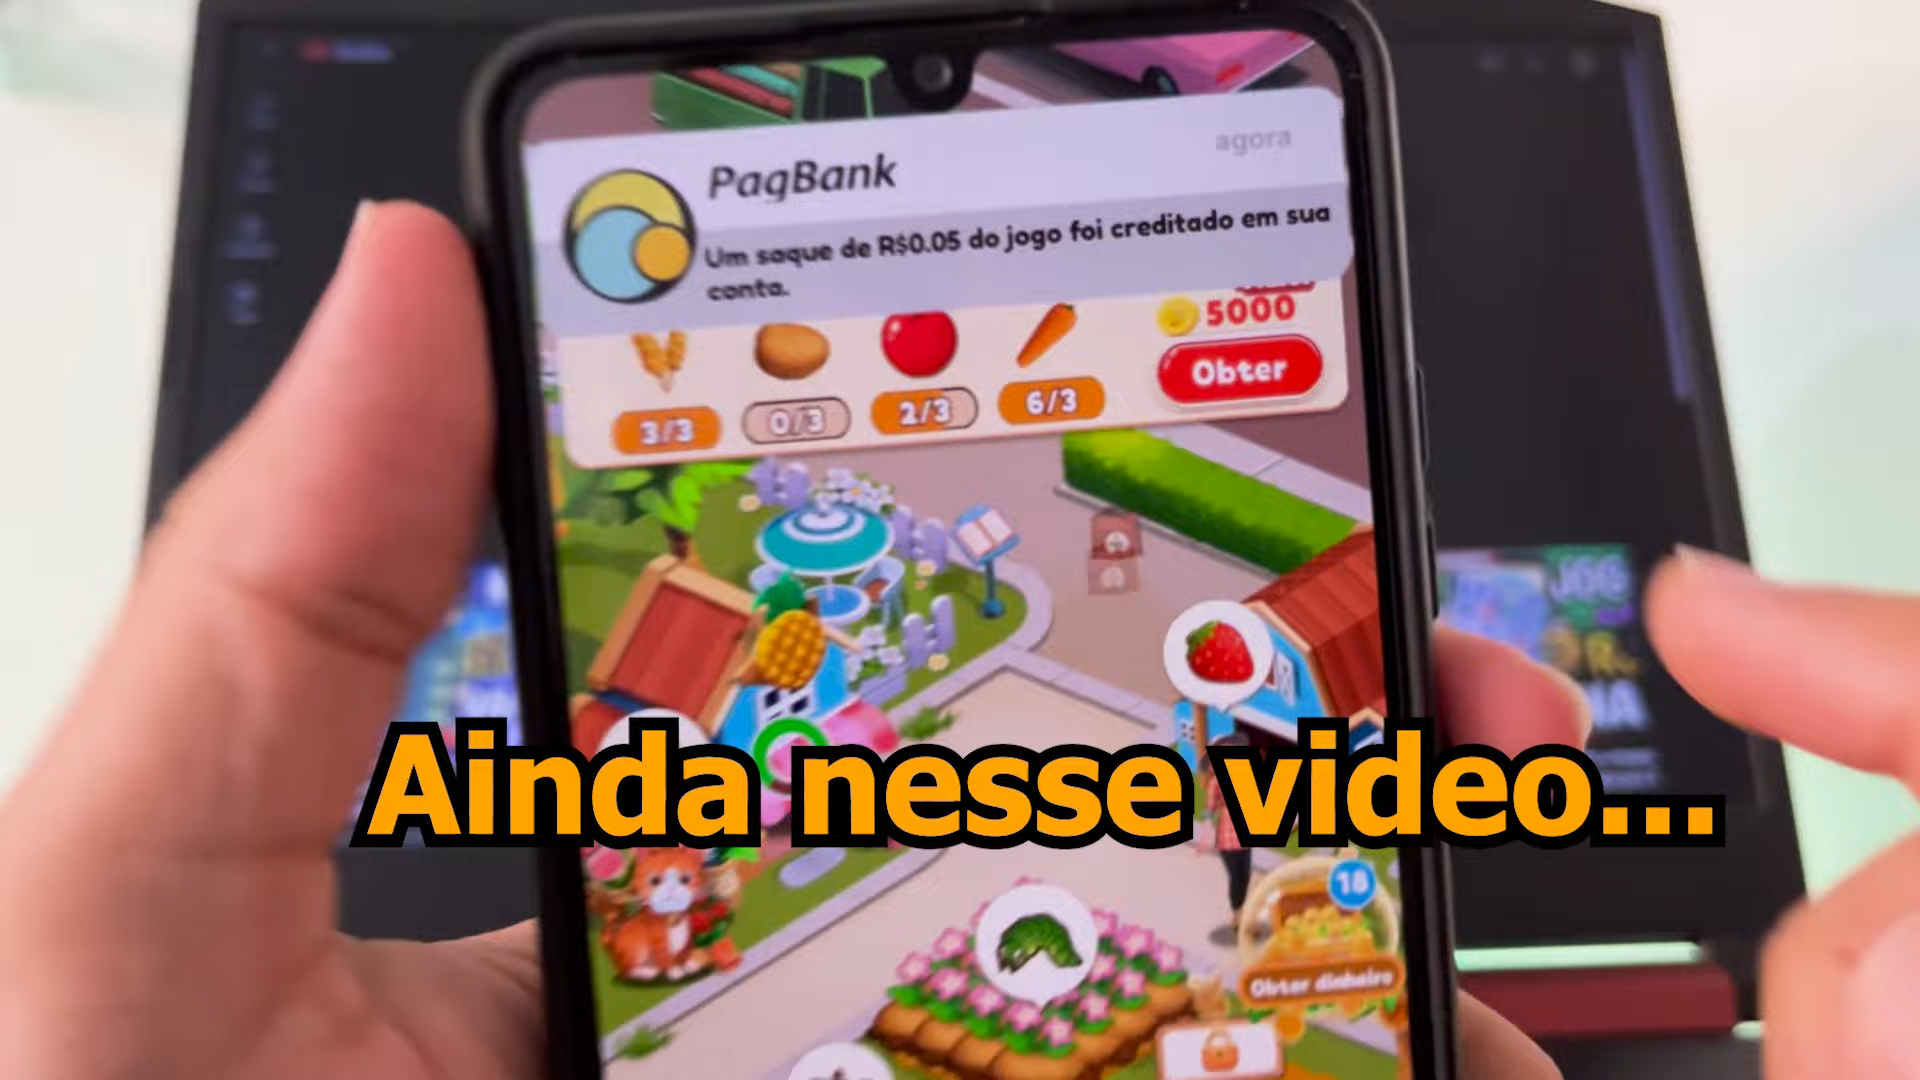 agora
PagBank
Um saque de R$0.05 do jogo foi creditado em sua
conta.
5000
Obter
3/3
0/3
2/3
6/3
JOG
Ainda nesse video...
18
Obter dinheiro